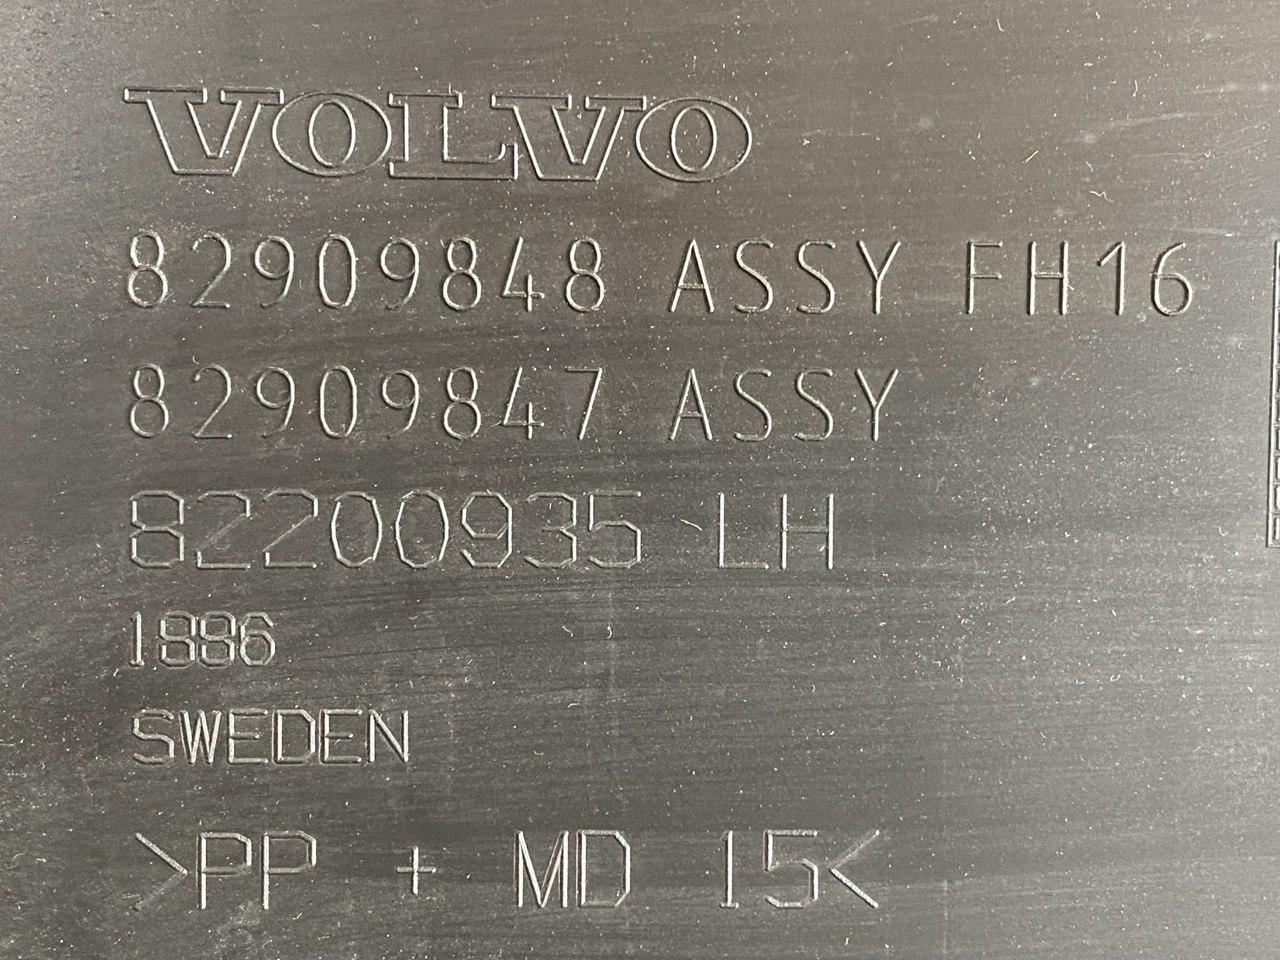 VOLVO
82909848 ASSY FH16
82909847 ASSY
82200935 LH
1886
SWEDEN
>PP + MD 15<